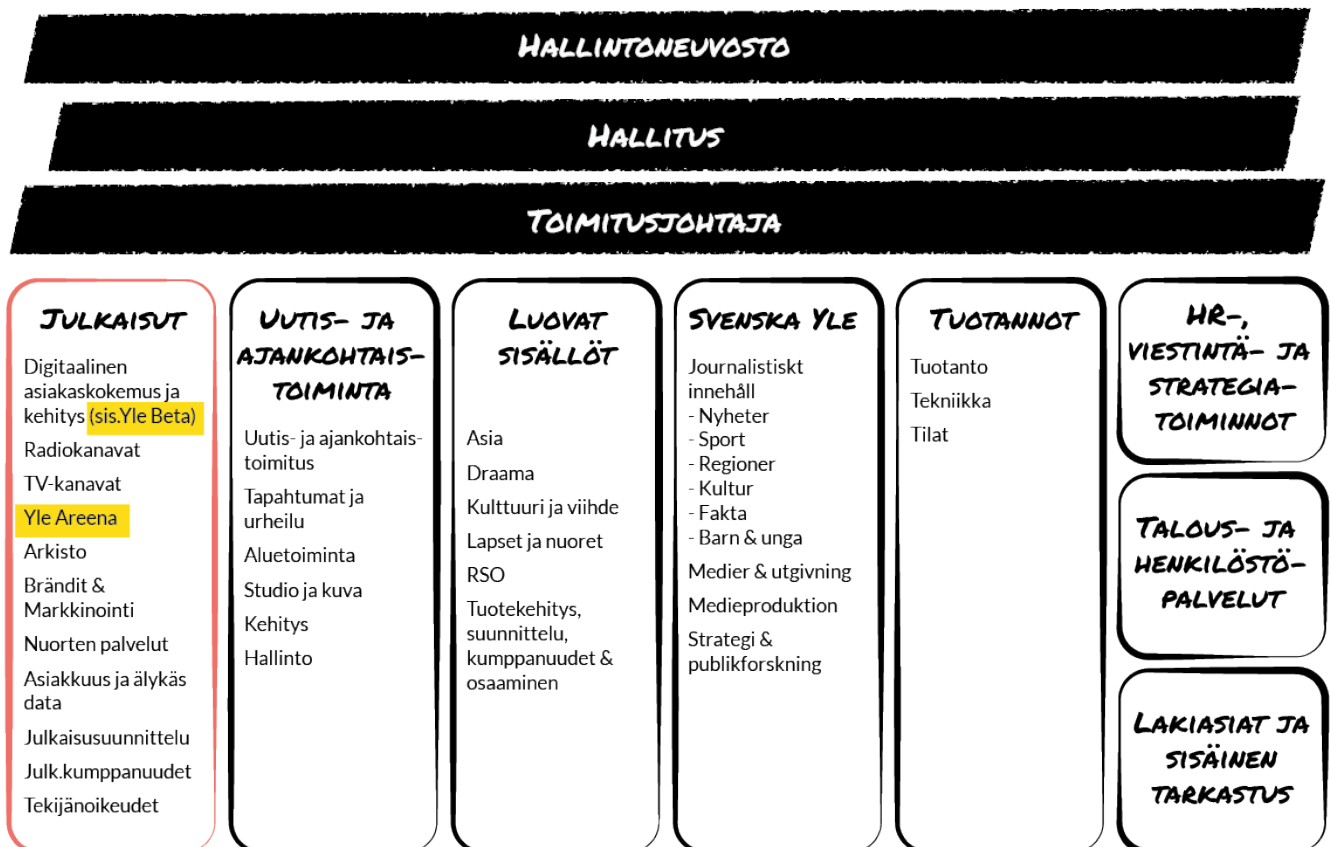 HALLINTONEUVOSTO
HALLITUS
TOIMITUSJOHTAJA
JULKAISUT
Digitaalinen
asiakaskokemus ja
kehitys (sis.Yle Beta)
Radiokanavat
TV-kanavat
Yle Areena
Arkisto
Brändit &
Markkinointi
Nuorten palvelut
Asiakkuus ja älykäs
data
Julkaisusuunnittelu
Julk.kumppanuudet
Tekijänoikeudet
UUTIS- JA
AJANKOHTAIS-
TOIMINTA
Uutis- ja ajankohtais-
toimitus
Tapahtumat ja
urheilu
Aluetoiminta
Studio ja kuva
Kehitys
Hallinto
LUOVAT
SISÄLLÖT
Asia
Draama
Kulttuuri ja viihde
Lapset ja nuoret
RSO
Tuotekehitys,
suunnittelu,
kumppanuudet &
osaaminen
SVENSKA YLE
Journalistiskt
innehåll
- Nyheter
- Sport
- Regioner
- Kultur
- Fakta
- Barn & unga
Medier & utgivning
Medieproduktion
Strategi &
publikforskning
TUOTANNOT
Tuotanto
Tekniikka
Tilat
HR-,
VIESTINTÄ- JA
STRATEGIA-
TOIMINNOT
TALOUS- JA
HENKILÖSTÖ-
PALVELUT
LAKIASIAT JA
SISÄINEN
TARKASTUS